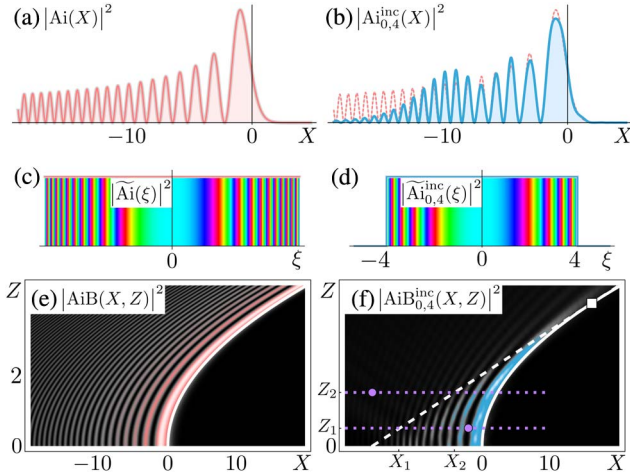 (a) |Ai(X)|²
−10 0 X
(b) |Ai^inc_0,4(X)|²
−10 0 X
(c) |Ãi(ξ)|²
0 ξ
(d) |Ãi^inc_0,4(ξ)|²
−4 0 4 ξ
(e) |AiB(X, Z)|²
Z
2
0
−10 0 10 X
(f) |AiB^inc_0,4(X, Z)|²
Z₂
Z₁
0
X₁ X₂ 0 10 X